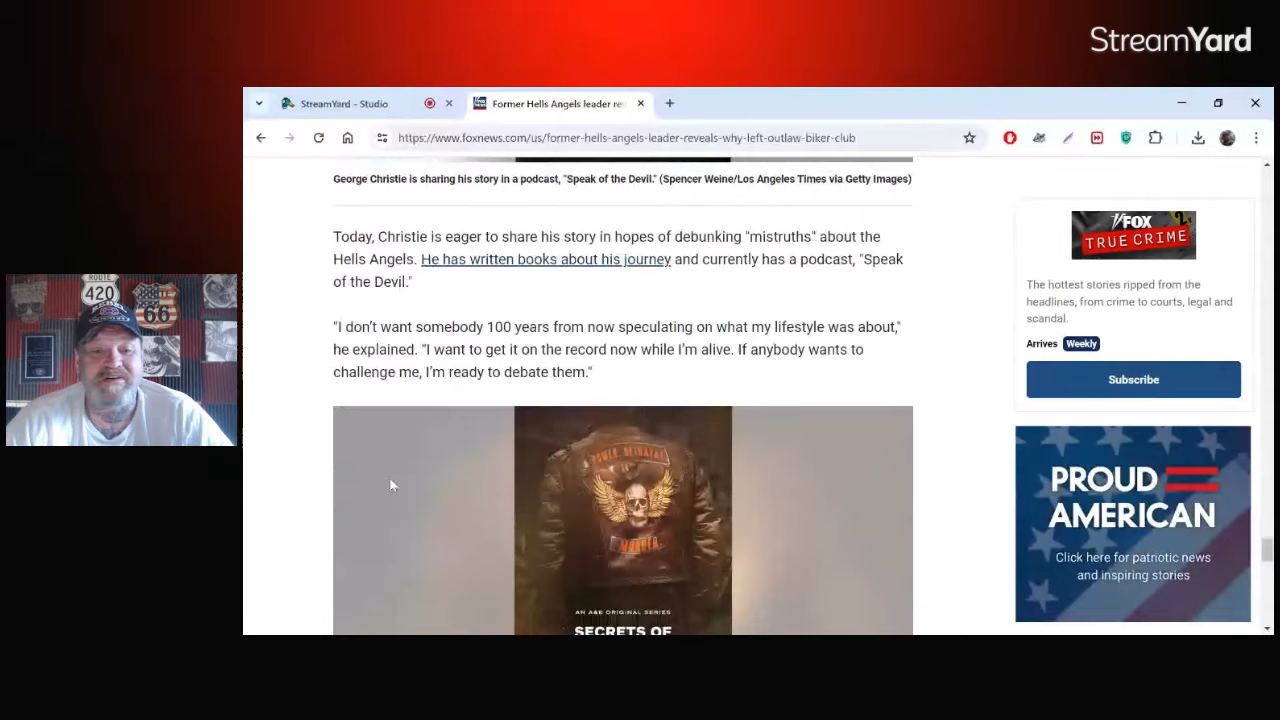 StreamYard
StreamYard - Studio
Former Hells Angels leader re
https://www.foxnews.com/us/former-hells-angels-leader-reveals-why-left-outlaw-biker-club
George Christie is sharing his story in a podcast, "Speak of the Devil." (Spencer Weine/Los Angeles Times via Getty Images)
Today, Christie is eager to share his story in hopes of debunking "mistruths" about the
Hells Angels. He has written books about his journey and currently has a podcast, "Speak
of the Devil."
"I don't want somebody 100 years from now speculating on what my lifestyle was about,"
he explained. "I want to get it on the record now while I'm alive. If anybody wants to
challenge me, I'm ready to debate them."
POWER, BETRAYAL
MURDER.
AN A&E ORIGINAL SERIES
SECRETS OF
FOX
TRUE CRIME
The hottest stories ripped from the
headlines, from crime to courts, legal and
scandal.
Arrives Weekly
Subscribe
PROUD
AMERICAN
Click here for patriotic news
and inspiring stories
ROUTE
420
66